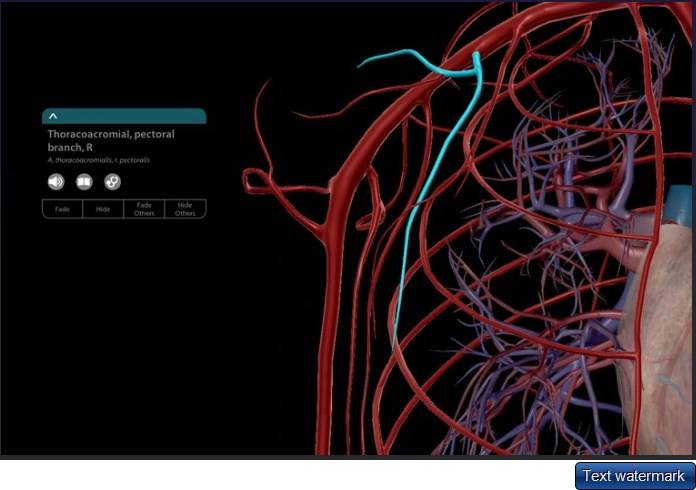 Thoracoacromial, pectoral
branch, R
A. thoracoacromialis, r. pectoralis
Fade
Hide
Fade
Others
Hide
Others
Text watermark